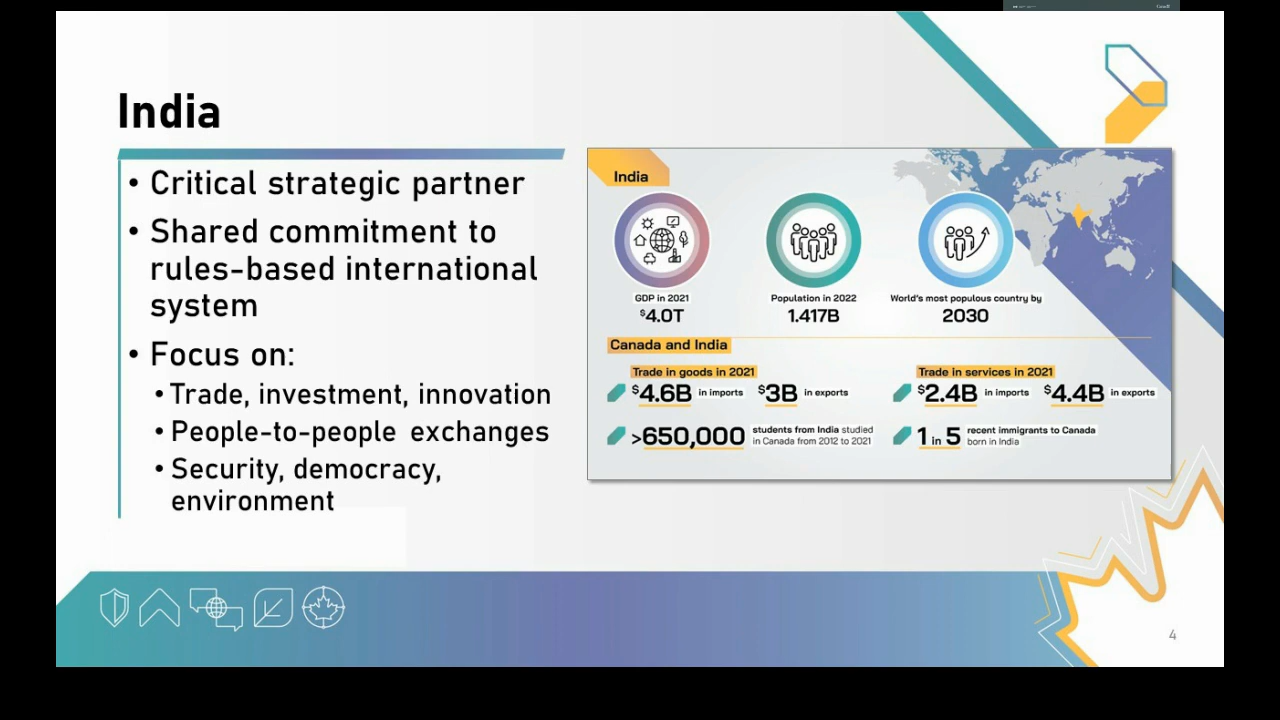 India
• Critical strategic partner
• Shared commitment to
rules-based international
system
• Focus on:
• Trade, investment, innovation
• People-to-people exchanges
• Security, democracy,
environment
India
GDP in 2021
$4.0T
Population in 2022
1.417B
World's most populous country by
2030
Canada and India
Trade in goods in 2021
$4.6B in imports $3B in exports
>650,000 students from India studied
in Canada from 2012 to 2021
Trade in services in 2021
$2.4B in imports $4.4B in exports
1 in 5 recent immigrants to Canada
born in India
4